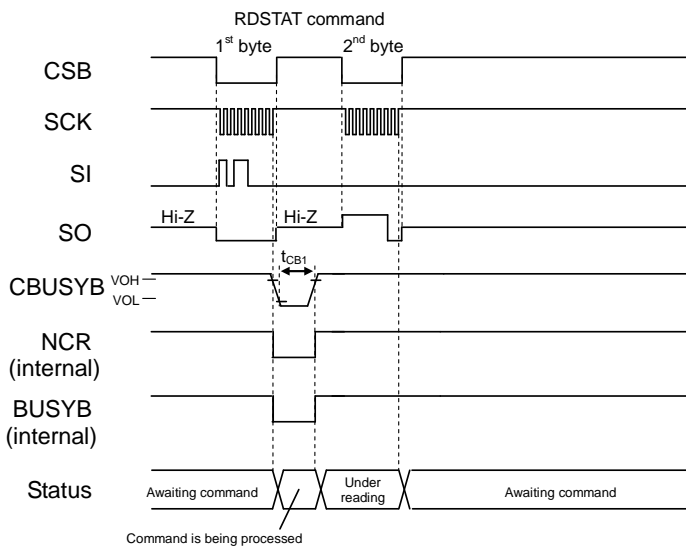 RDSTAT command
1st byte
2nd byte
CSB
SCK
SI
SO
Hi-Z
Hi-Z
tCB1
CBUSYB
VOH
VOL
NCR
(internal)
BUSYB
(internal)
Status
Awaiting command
Under
reading
Awaiting command
Command is being processed